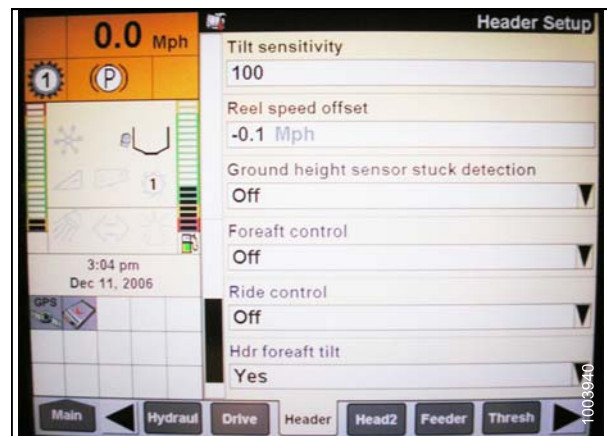 0.0 Mph
Header Setup
1
(P)
Tilt sensitivity
100
Reel speed offset
-0.1 Mph
Ground height sensor stuck detection
Off
1
Foreaft control
Off
3:04 pm
Dec 11, 2006
GPS
Ride control
Off
Hdr foreaft tilt
Yes
Main
Hydraul
Drive
Header
Head2
Feeder
Thresh
1003940